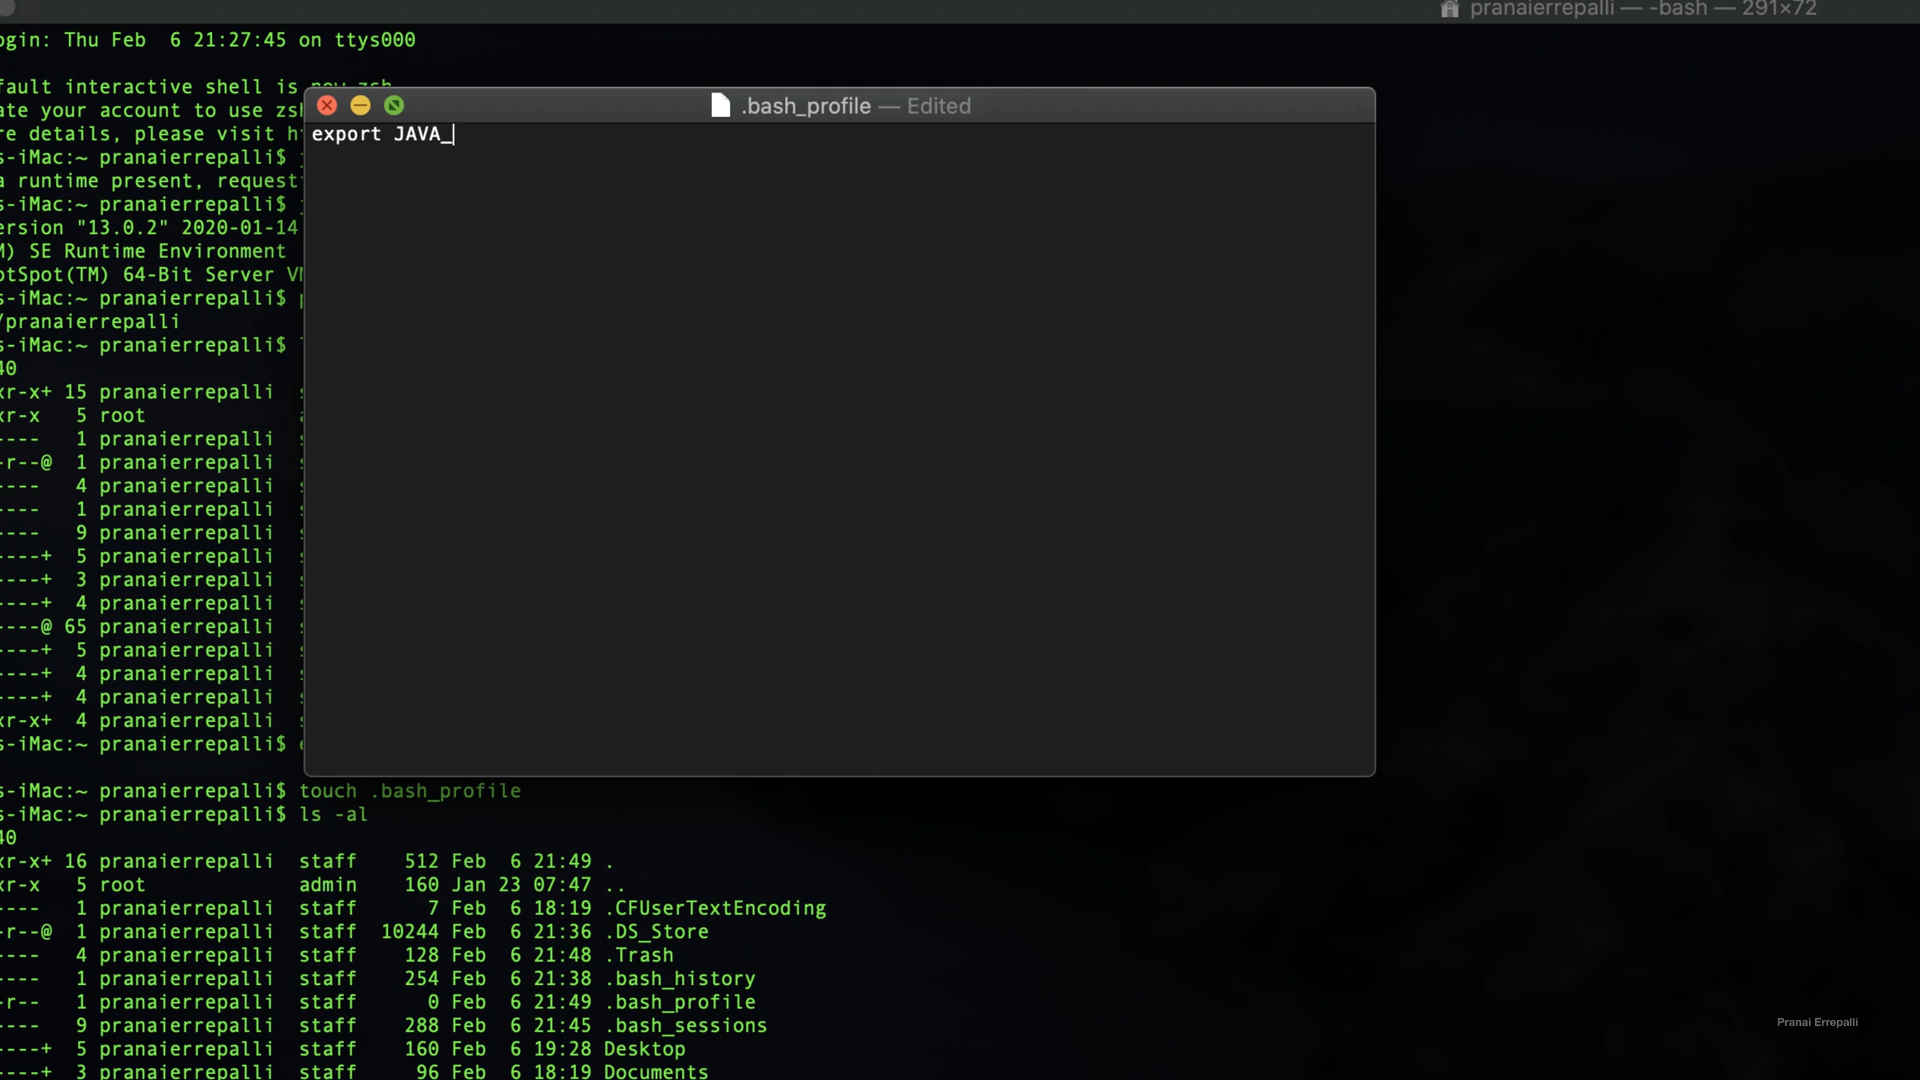 pranaierrepalli — -bash — 291×72
ogin: Thu Feb  6 21:27:45 on ttys000
fault interactive shell is now zsh.
ate your account to use zsh
re details, please visit h
s-iMac:~ pranaierrepalli$
a runtime present, request
s-iMac:~ pranaierrepalli$
ersion "13.0.2" 2020-01-14
M) SE Runtime Environment
otSpot(TM) 64-Bit Server VM
s-iMac:~ pranaierrepalli$ p
/pranaierrepalli
s-iMac:~ pranaierrepalli$
40
xr-x+ 15 pranaierrepalli
xr-x   5 root
----   1 pranaierrepalli
-r--@  1 pranaierrepalli
----   4 pranaierrepalli
----   1 pranaierrepalli
----   9 pranaierrepalli
----+  5 pranaierrepalli
----+  3 pranaierrepalli
----+  4 pranaierrepalli
----@ 65 pranaierrepalli
----+  5 pranaierrepalli
----+  4 pranaierrepalli
----+  4 pranaierrepalli
xr-x+  4 pranaierrepalli
s-iMac:~ pranaierrepalli$
.bash_profile — Edited
export JAVA_
s-iMac:~ pranaierrepalli$ touch .bash_profile
s-iMac:~ pranaierrepalli$ ls -al
40
xr-x+ 16 pranaierrepalli  staff    512 Feb  6 21:49 .
xr-x   5 root             admin    160 Jan 23 07:47 ..
----   1 pranaierrepalli  staff      7 Feb  6 18:19 .CFUserTextEncoding
-r--@  1 pranaierrepalli  staff  10244 Feb  6 21:36 .DS_Store
----   4 pranaierrepalli  staff    128 Feb  6 21:48 .Trash
----   1 pranaierrepalli  staff    254 Feb  6 21:38 .bash_history
-r--   1 pranaierrepalli  staff      0 Feb  6 21:49 .bash_profile
----   9 pranaierrepalli  staff    288 Feb  6 21:45 .bash_sessions
----+  5 pranaierrepalli  staff    160 Feb  6 19:28 Desktop
----+  3 pranaierrepalli  staff     96 Feb  6 18:19 Documents
Pranai Errepalli